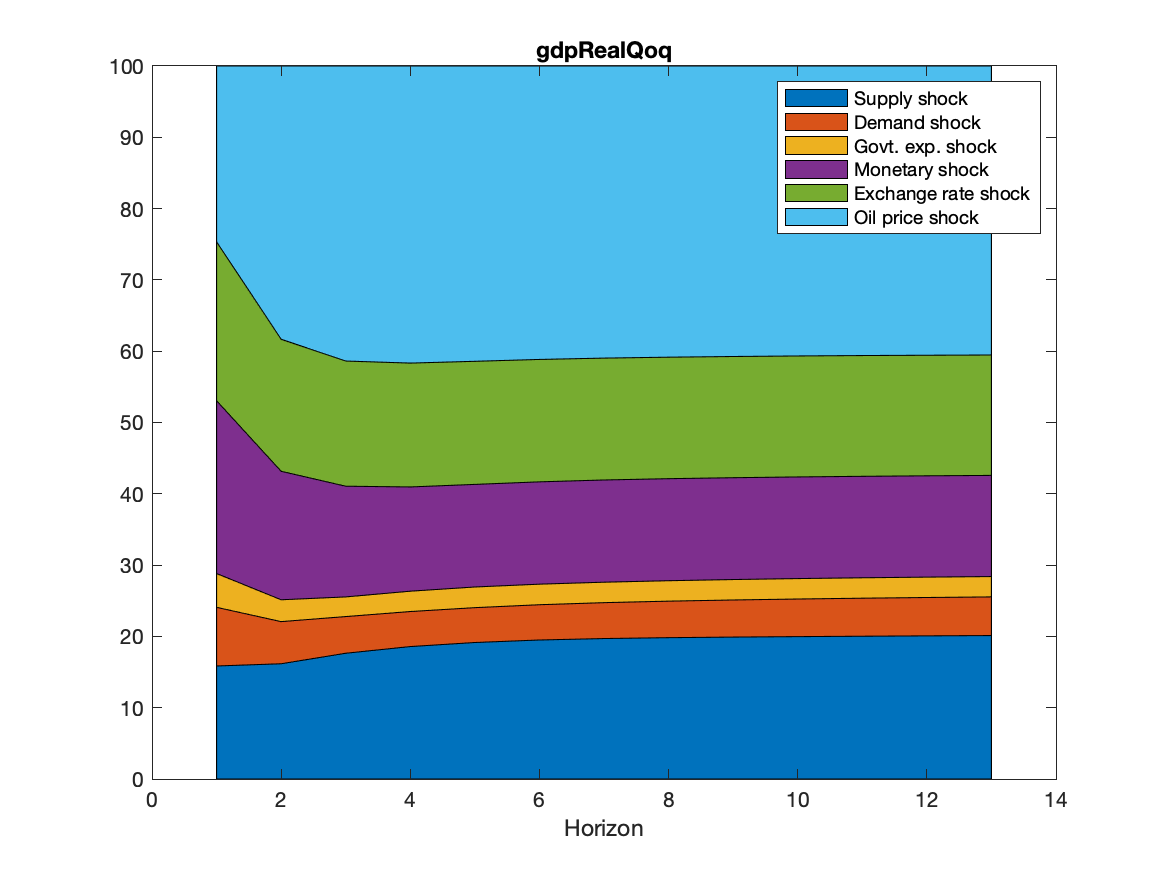 gdpRealQoq
100
90
80
70
60
50
40
30
20
10
0
Supply shock
Demand shock
Govt. exp. shock
Monetary shock
Exchange rate shock
Oil price shock
0 2 4 6 8 10 12 14
Horizon